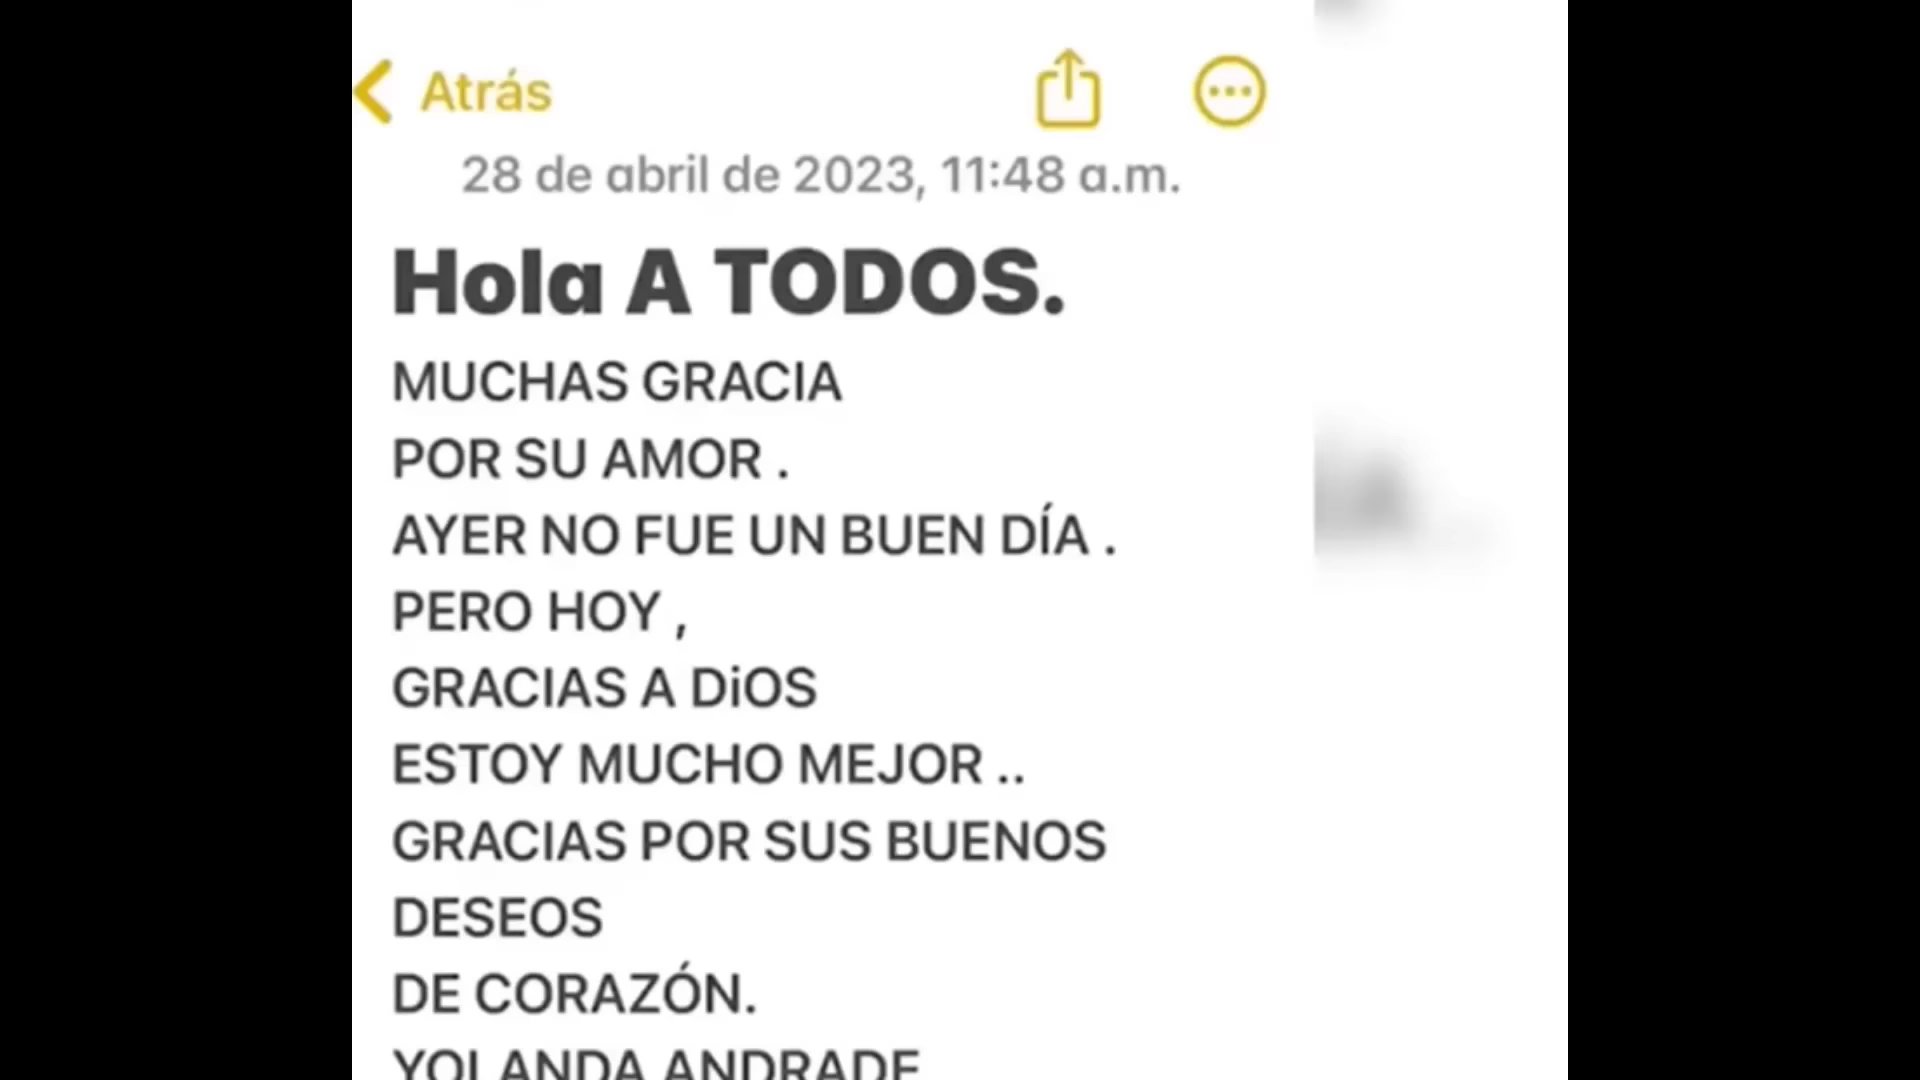 Atrás
28 de abril de 2023, 11:48 a.m.
Hola A TODOS.
MUCHAS GRACIA
POR SU AMOR .
AYER NO FUE UN BUEN DÍA .
PERO HOY ,
GRACIAS A DiOS
ESTOY MUCHO MEJOR ..
GRACIAS POR SUS BUENOS
DESEOS
DE CORAZÓN.
YOLANDA ANDRADE